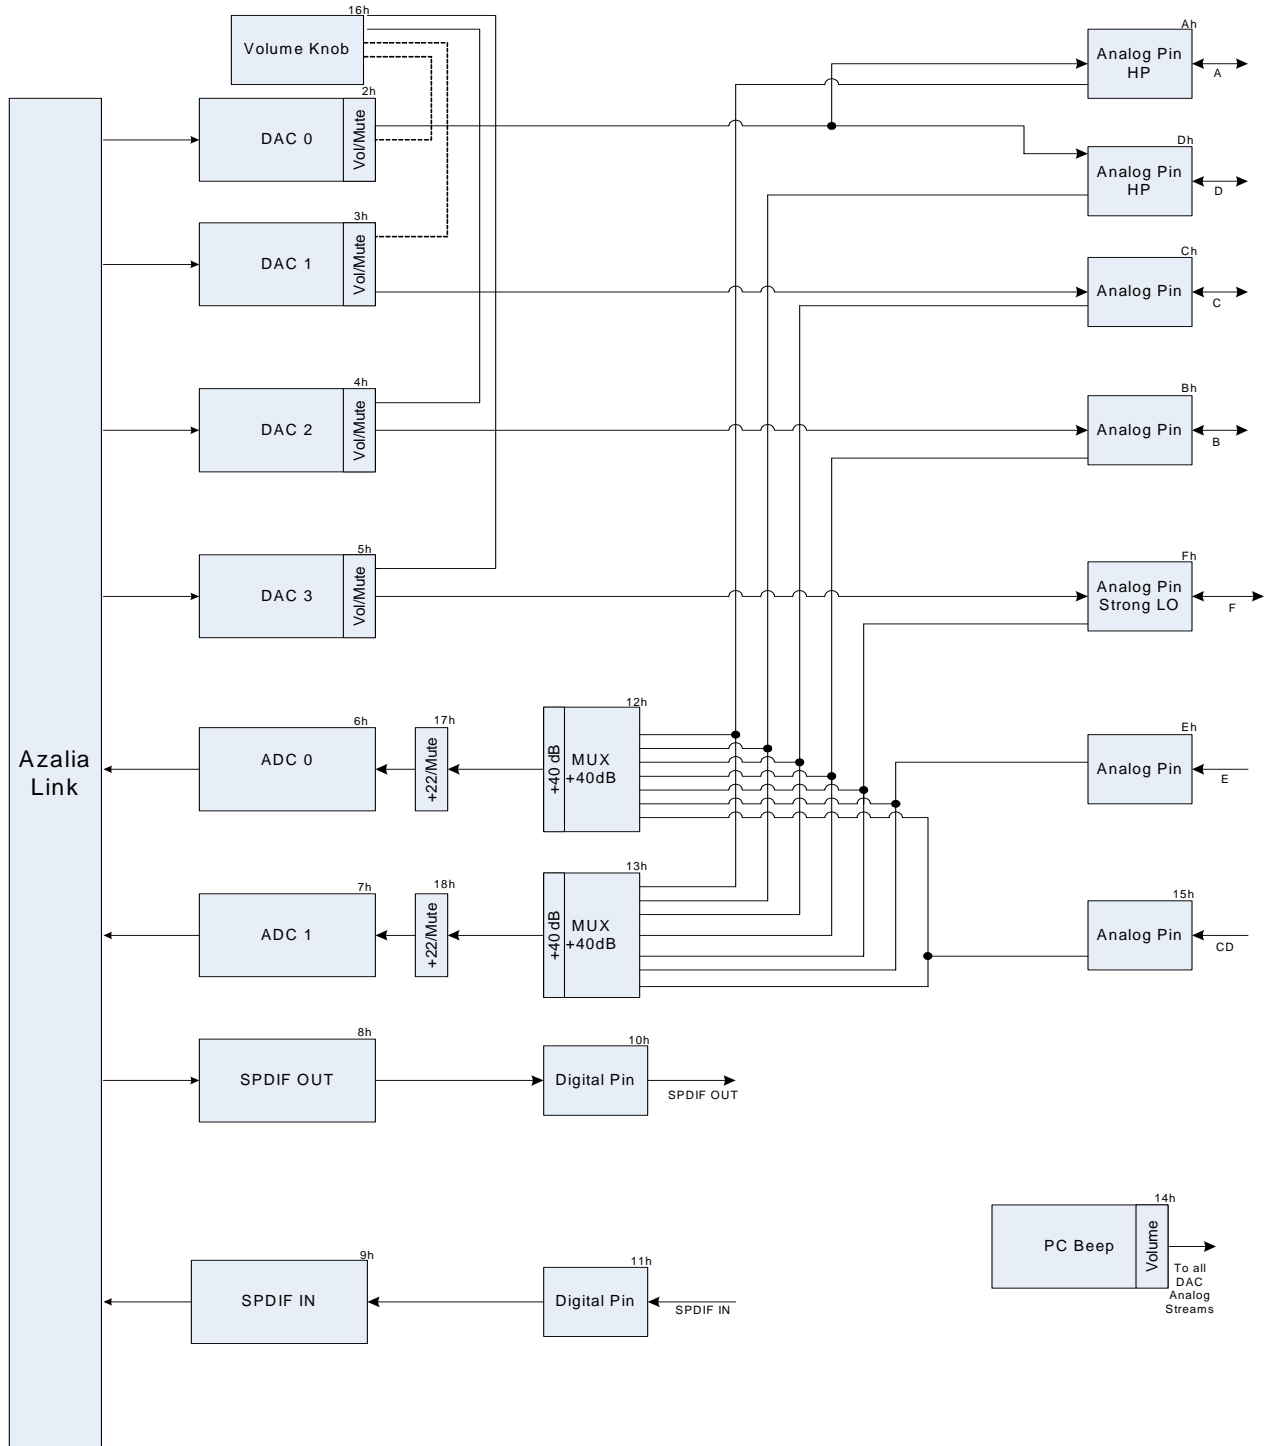 16h
Volume Knob
Ah
Analog Pin
HP
A
2h
DAC 0
Vol/Mute
Dh
Analog Pin
HP
D
3h
DAC 1
Vol/Mute
Ch
Analog Pin
C
4h
DAC 2
Vol/Mute
Bh
Analog Pin
B
5h
DAC 3
Vol/Mute
Fh
Analog Pin
Strong LO
F
Azalia
Link
6h
ADC 0
17h
+22/Mute
12h
+40 dB
MUX
+40dB
Eh
Analog Pin
E
7h
ADC 1
18h
+22/Mute
13h
+40 dB
MUX
+40dB
15h
Analog Pin
CD
8h
SPDIF OUT
10h
Digital Pin
SPDIF OUT
14h
PC Beep
Volume
To all
DAC
Analog
Streams
9h
SPDIF IN
11h
Digital Pin
SPDIF IN